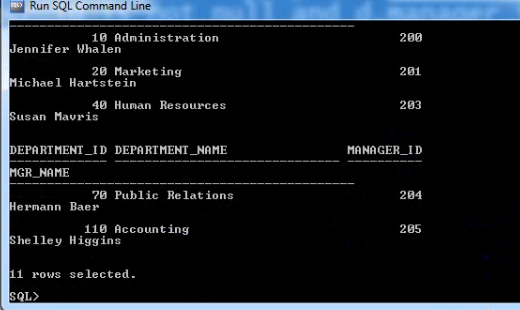 Run SQL Command Line
10 Administration 200
Jennifer Whalen
20 Marketing 201
Michael Hartstein
40 Human Resources 203
Susan Mavris
DEPARTMENT_ID DEPARTMENT_NAME MANAGER_ID
MGR_NAME
70 Public Relations 204
Hermann Baer
110 Accounting 205
Shelley Higgins
11 rows selected.
SQL>